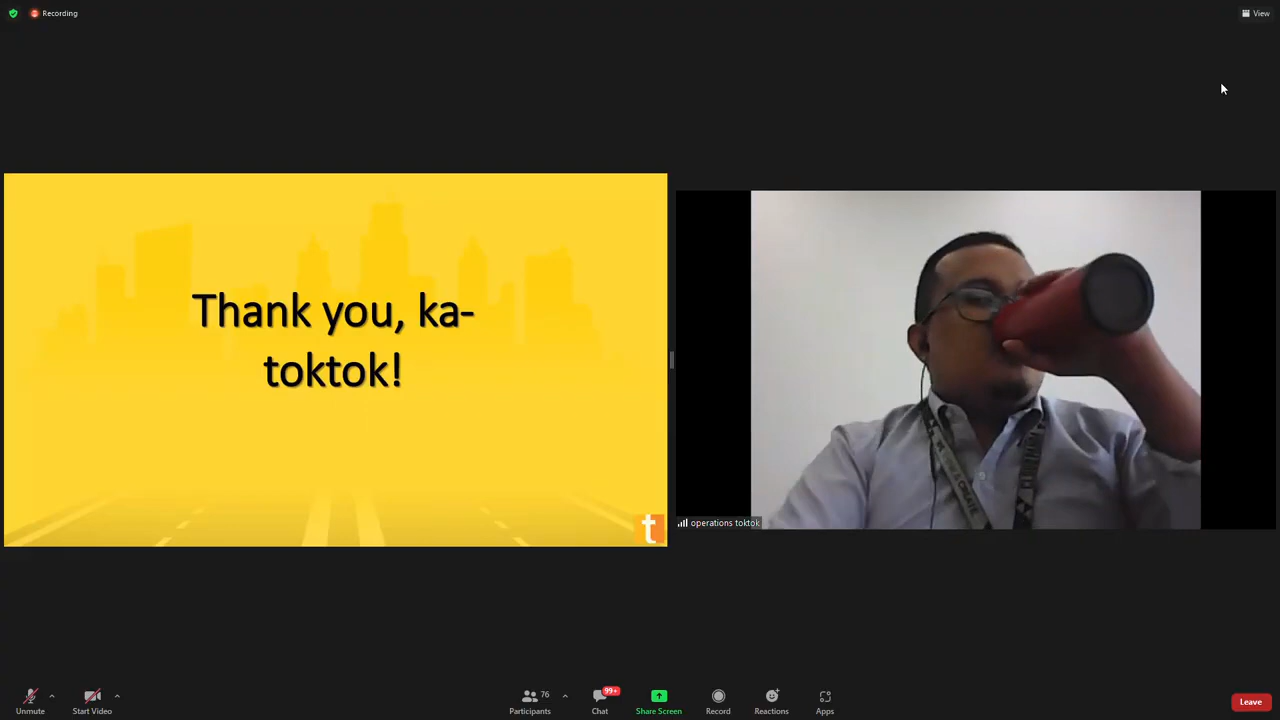 Recording
View
Thank you, ka-
toktok!
t
operations toktok
Unmute
Start Video
76
Participants
99+
Chat
Share Screen
Record
Reactions
Apps
Leave